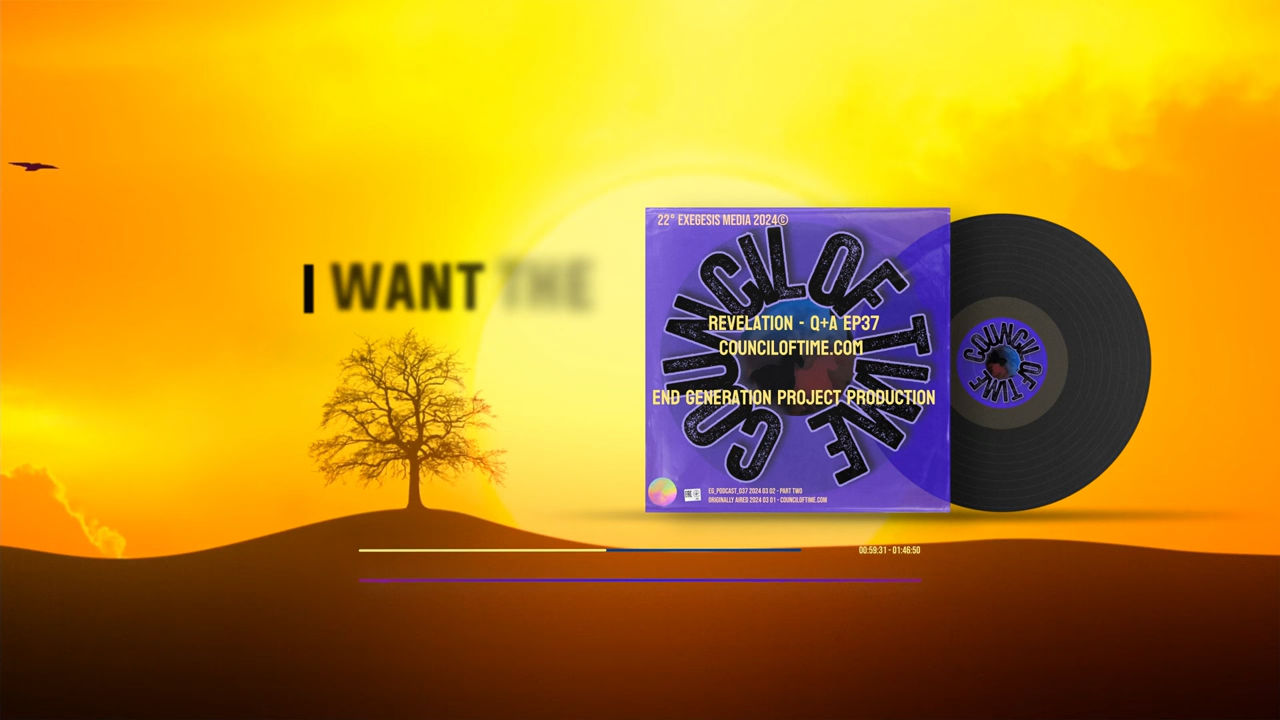 I WANT THE
22° EXEGESIS MEDIA 2024©
COUNCIL OF TIME
REVELATION - Q+A EP37
COUNCILOFTIME.COM
END GENERATION PROJECT PRODUCTION
EG_PODCAST_037 2024 03 02 - PART TWO
ORIGINALLY AIRED 2024 03 01 - COUNCILOFTIME.COM
COUNCIL OF TIME
00:59:31 - 01:46:50